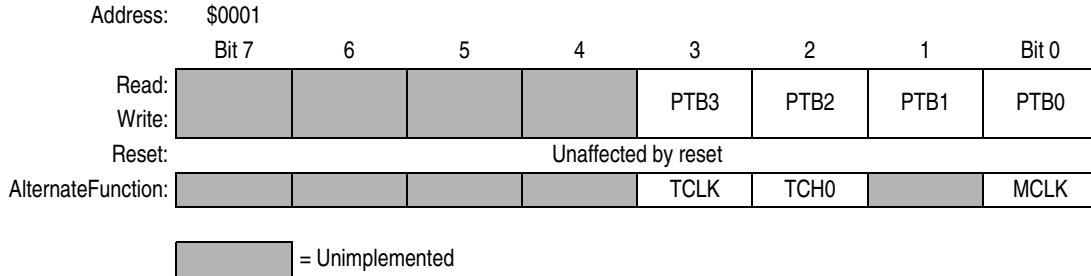 Address: $0001
Bit 7 6 5 4 3 2 1 Bit 0
Read:
Write:
PTB3 PTB2 PTB1 PTB0
Reset: Unaffected by reset
AlternateFunction: TCLK TCH0 MCLK
= Unimplemented